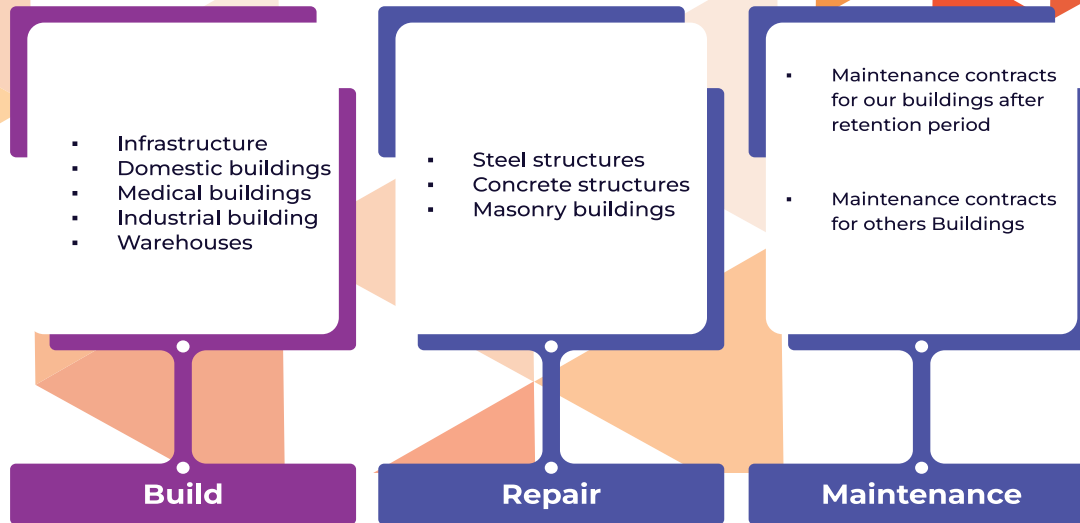 ▪ Infrastructure
▪ Domestic buildings
▪ Medical buildings
▪ Industrial building
▪ Warehouses
Build
▪ Steel structures
▪ Concrete structures
▪ Masonry buildings
Repair
▪ Maintenance contracts
for our buildings after
retention period
▪ Maintenance contracts
for others Buildings
Maintenance